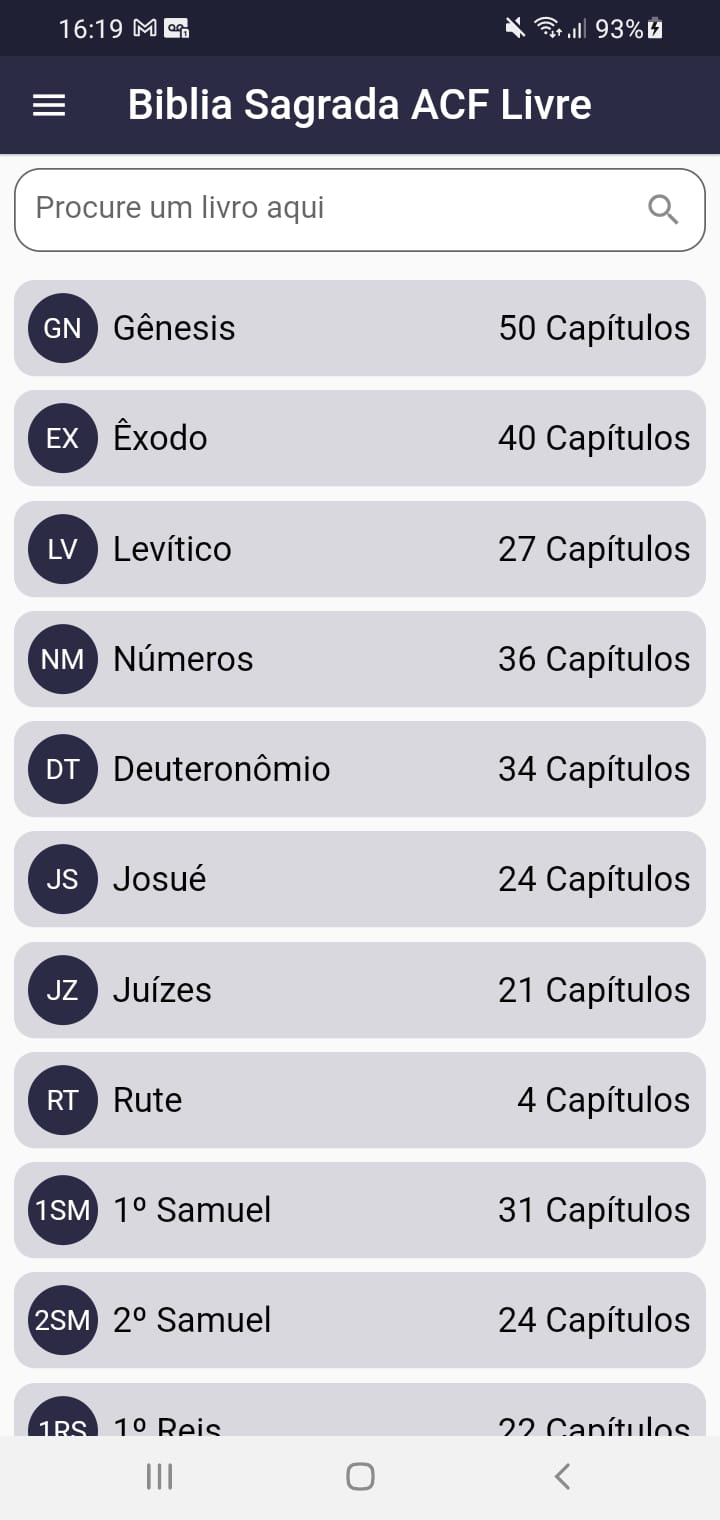 16:19 93%
Biblia Sagrada ACF Livre
Procure um livro aqui
GN Gênesis 50 Capítulos
EX Êxodo 40 Capítulos
LV Levítico 27 Capítulos
NM Números 36 Capítulos
DT Deuteronômio 34 Capítulos
JS Josué 24 Capítulos
JZ Juízes 21 Capítulos
RT Rute 4 Capítulos
1SM 1º Samuel 31 Capítulos
2SM 2º Samuel 24 Capítulos
1RS 1º Reis 22 Capítulos